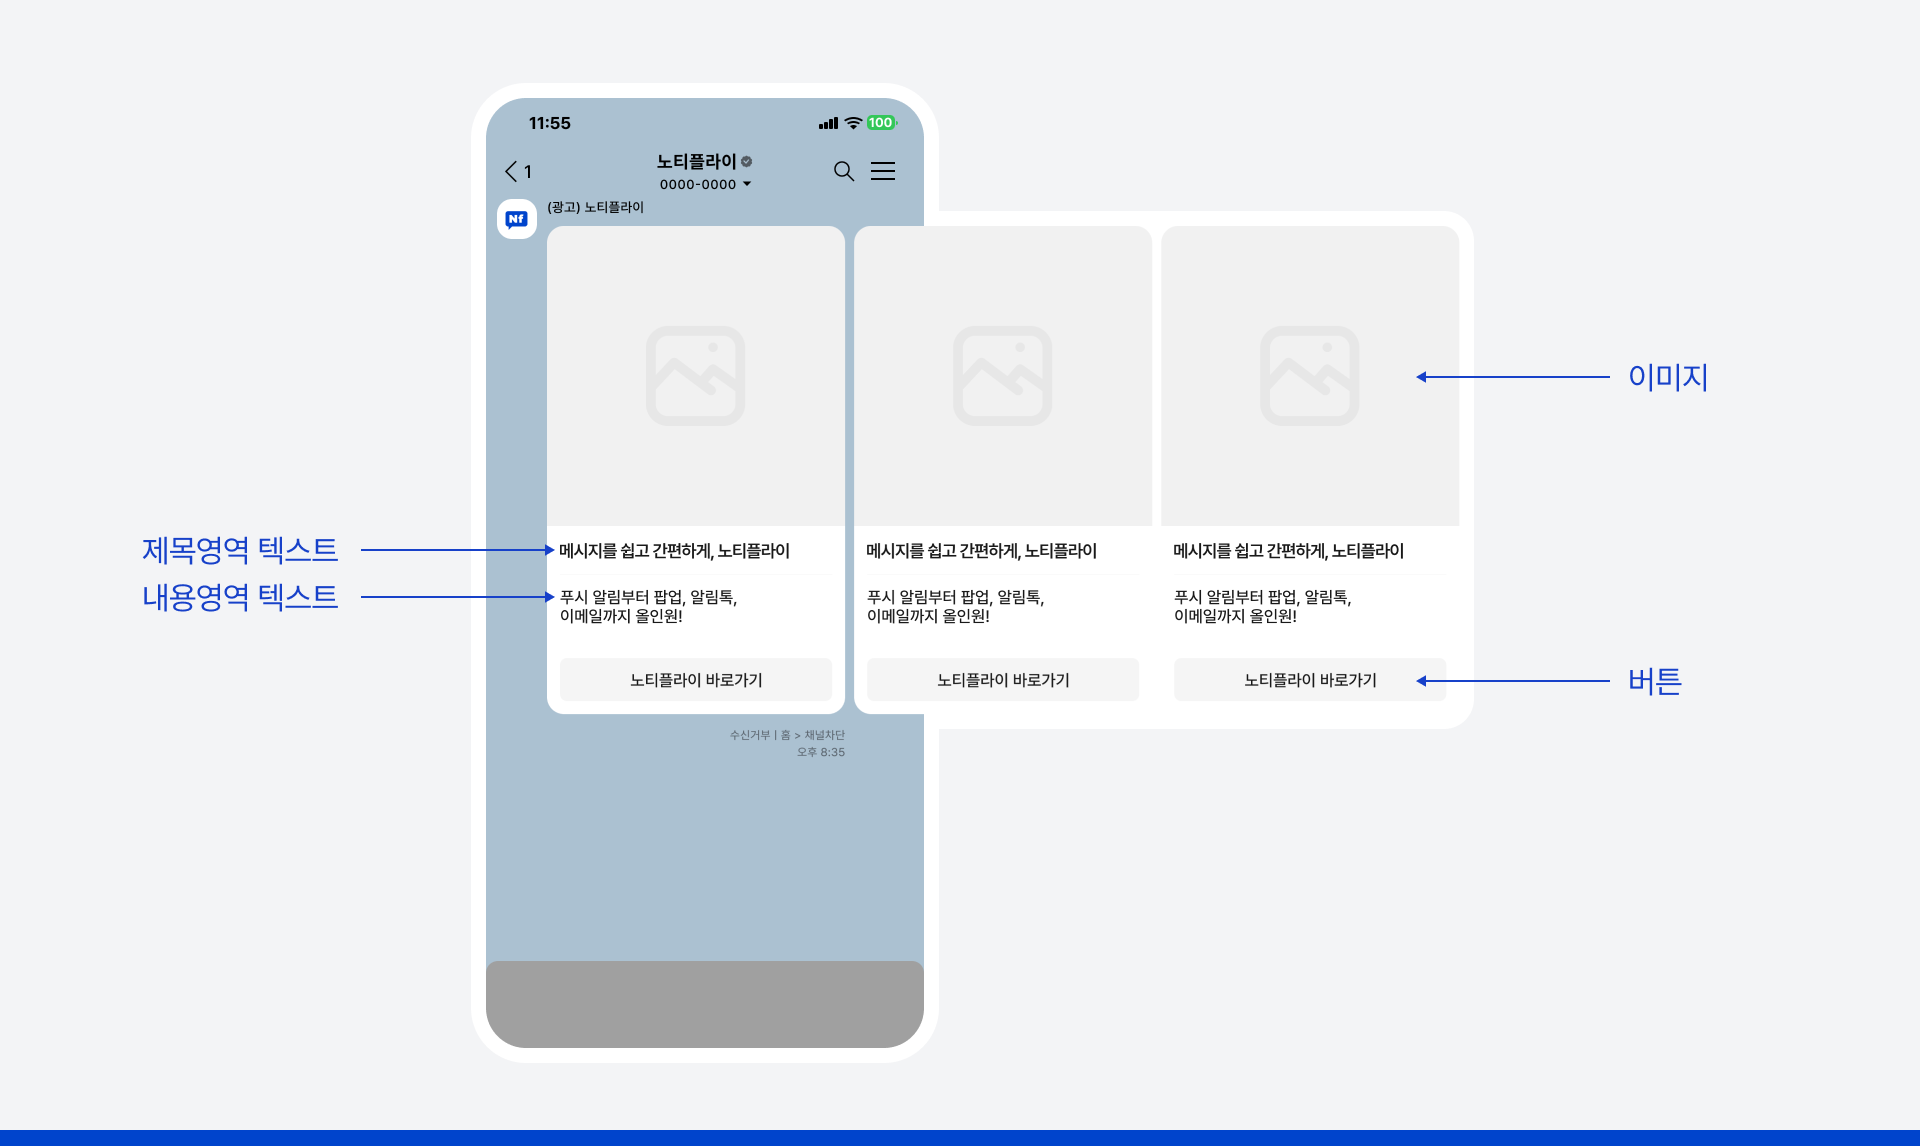 11:55
100
1
노티플라이
0000-0000
Nf
(광고) 노티플라이
이미지
제목영역 텍스트
메시지를 쉽고 간편하게, 노티플라이
메시지를 쉽고 간편하게, 노티플라이
메시지를 쉽고 간편하게, 노티플라이
내용영역 텍스트
푸시 알림부터 팝업, 알림톡,
이메일까지 올인원!
푸시 알림부터 팝업, 알림톡,
이메일까지 올인원!
푸시 알림부터 팝업, 알림톡,
이메일까지 올인원!
노티플라이 바로가기
노티플라이 바로가기
노티플라이 바로가기
버튼
수신거부 | 홈 > 채널차단
오후 8:35